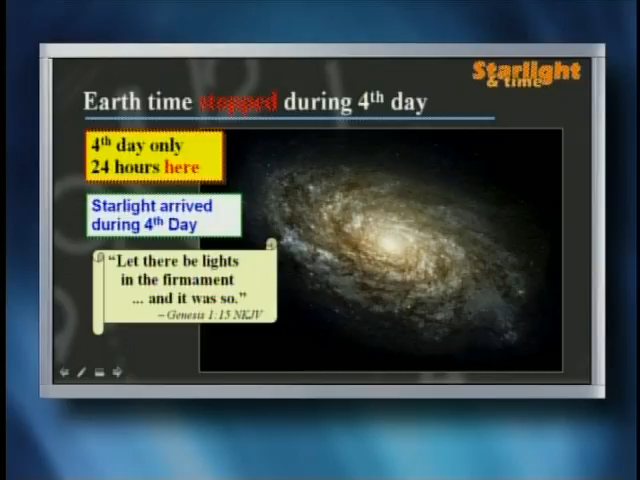 Starlight
& time
Earth time stopped during 4th day
4th day only
24 hours here
Starlight arrived
during 4th Day
“Let there be lights
in the firmament
... and it was so.”
– Genesis 1:15 NKJV